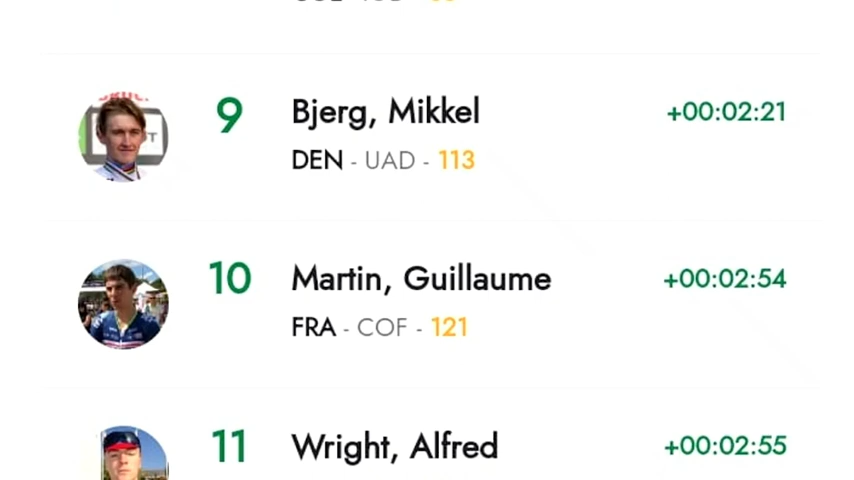 9 Bjerg, Mikkel +00:02:21
DEN - UAD - 113
10 Martin, Guillaume +00:02:54
FRA - COF - 121
11 Wright, Alfred +00:02:55